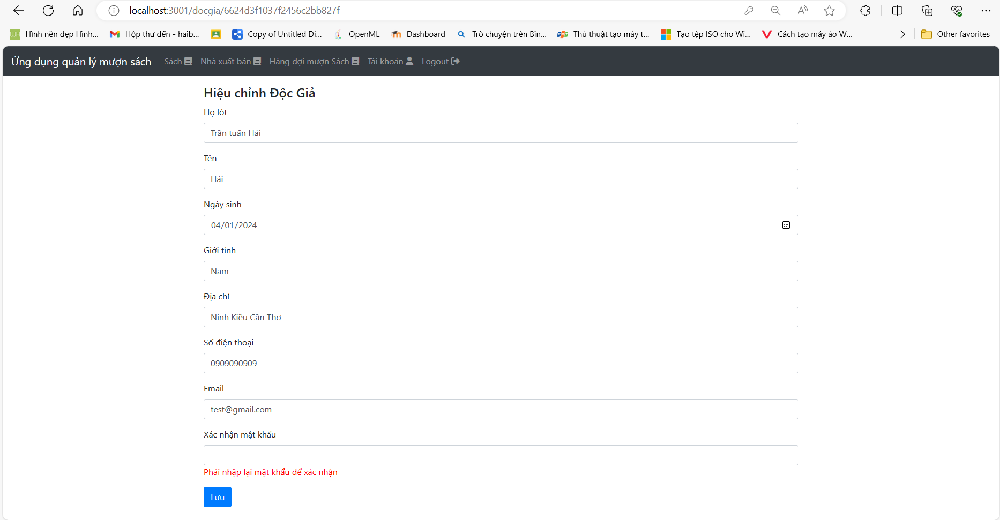 localhost:3001/docgia/6624d3f1037f2456c2bb827f
Hình nền đẹp Hình... Hộp thư đến - haib... Copy of Untitled Di... OpenML Dashboard Trò chuyện trên Bin... Thủ thuật tạo máy t... Tạo tệp ISO cho Wi... Cách tạo máy ảo W... Other favorites
Ứng dụng quản lý mượn sách Sách Nhà xuất bản Hàng đợi mượn Sách Tài khoản Logout
Hiệu chỉnh Độc Giả
Họ lót
Trần tuấn Hải
Tên
Hải
Ngày sinh
04/01/2024
Giới tính
Nam
Địa chỉ
Ninh Kiều Cần Thơ
Số điện thoại
0909090909
Email
test@gmail.com
Xác nhận mật khẩu
Phải nhập lại mật khẩu để xác nhận
Lưu